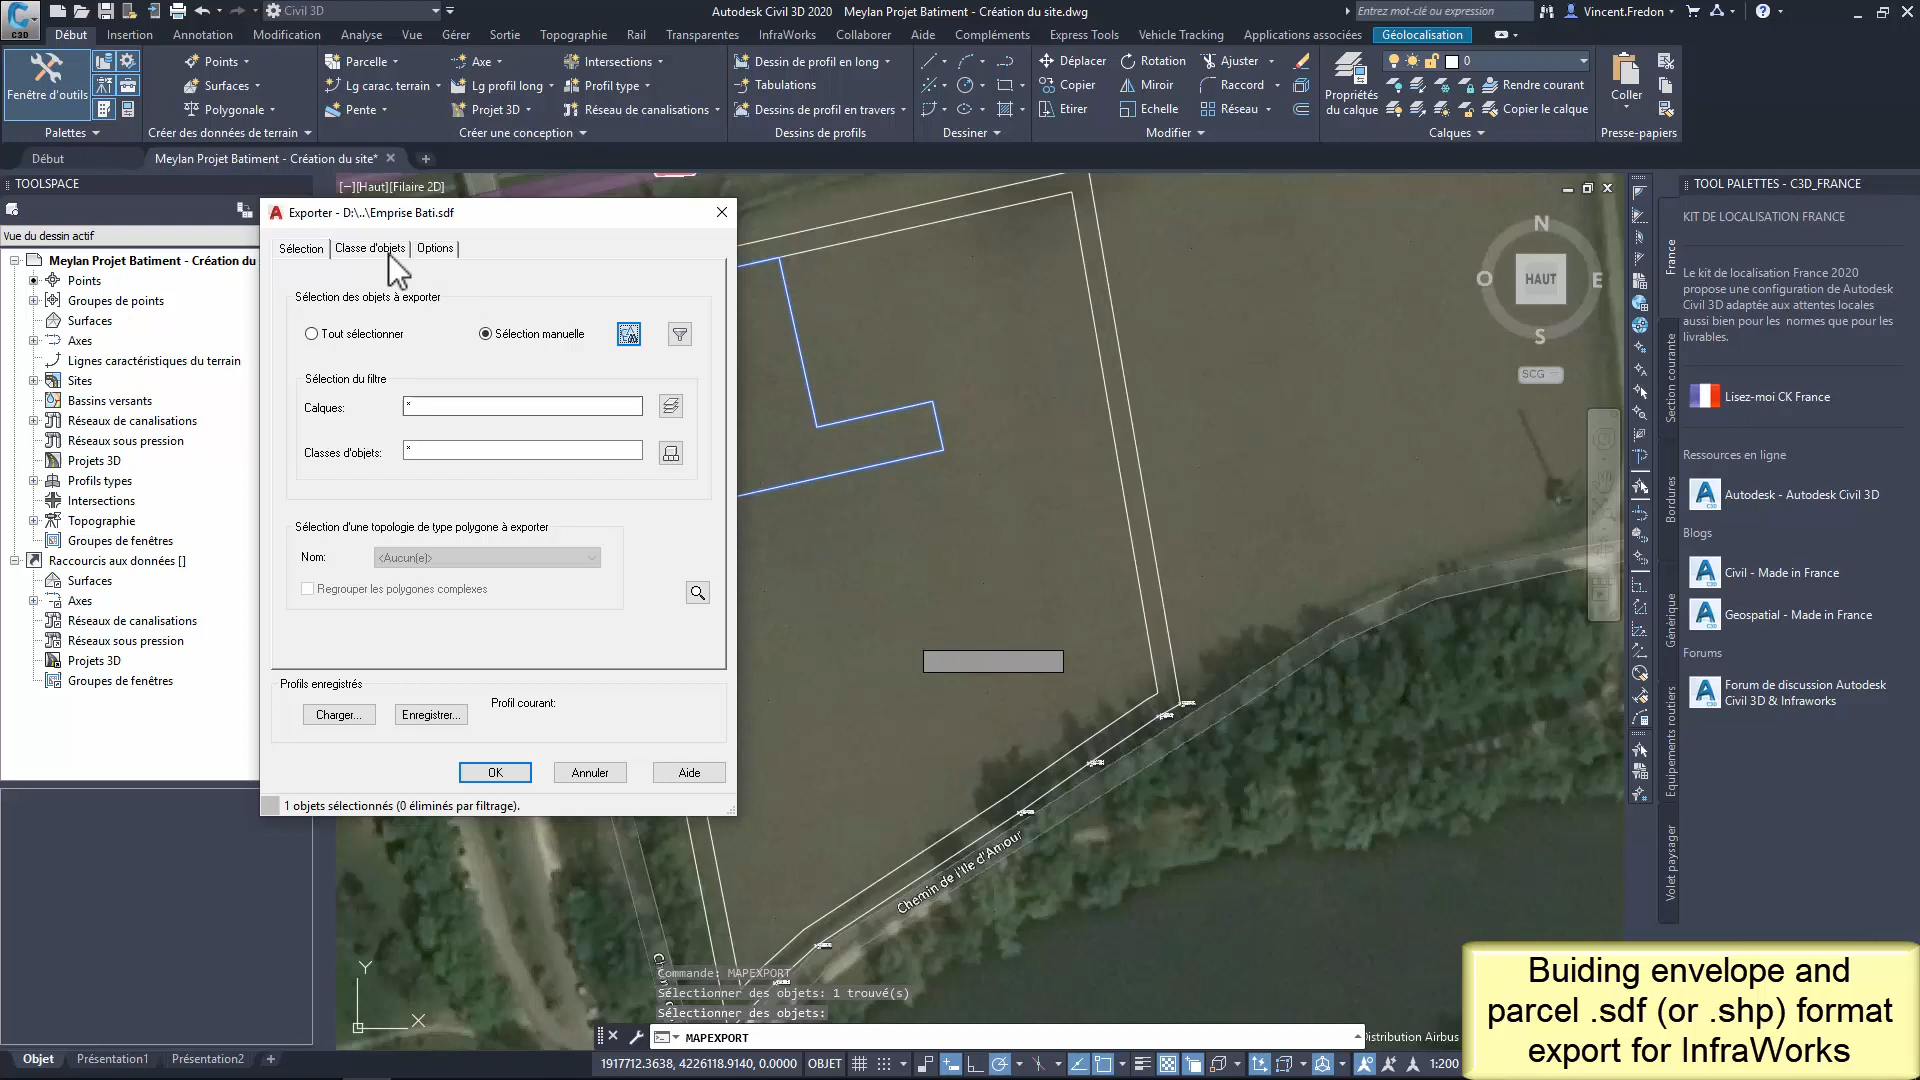 Civil 3D
Autodesk Civil 3D 2020 Meylan Projet Batiment - Création du site.dwg
Entrez mot-clé ou expression
Vincent.Fredon
C3D
Début Insertion Annotation Modification Analyse Vue Gérer Sortie Topographie Rail Transparentes InfraWorks Collaborer Aide Compléments Express Tools Vehicle Tracking Applications associées Géolocalisation
Fenêtre d'outils
Palettes
Points
Surfaces
Polygonale
Créer des données de terrain
Parcelle
Lg carac. terrain
Pente
Axe
Lg profil long
Projet 3D
Intersections
Profil type
Réseau de canalisations
Créer une conception
Dessin de profil en long
Tabulations
Dessins de profil en travers
Dessins de profils
Dessiner
Déplacer
Copier
Etirer
Rotation
Miroir
Echelle
Ajuster
Raccord
Réseau
Modifier
Propriétés
du calque
0
Rendre courant
Copier le calque
Calques
Coller
Presse-papiers
Début
Meylan Projet Batiment - Création du site*
TOOLSPACE
Vue du dessin actif
Meylan Projet Batiment - Création du
Points
Groupes de points
Surfaces
Axes
Lignes caractéristiques du terrain
Sites
Bassins versants
Réseaux de canalisations
Réseaux sous pression
Projets 3D
Profils types
Intersections
Topographie
Groupes de fenêtres
Raccourcis aux données []
Surfaces
Axes
Réseaux de canalisations
Réseaux sous pression
Projets 3D
Groupes de fenêtres
[−][Haut][Filaire 2D]
Exporter - D:\..\Emprise Bati.sdf
Sélection Classe d'objets Options
Sélection des objets à exporter
Tout sélectionner
Sélection manuelle
Sélection du filtre
Calques: *
Classes d'objets: *
Sélection d'une topologie de type polygone à exporter
Nom: <Aucun(e)>
Regrouper les polygones complexes
Profils enregistrés
Charger...
Enregistrer...
Profil courant:
OK
Annuler
Aide
1 objets sélectionnés (0 éliminés par filtrage).
N
O
HAUT
E
S
SCG
Chemin de l'Ile d'Amour
Y
X
Commande: MAPEXPORT
Sélectionner des objets: 1 trouvé(s)
Sélectionner des objets:
MAPEXPORT
Distribution Airbus
TOOL PALETTES - C3D_FRANCE
KIT DE LOCALISATION FRANCE
Le kit de localisation France 2020
propose une configuration de Autodesk
Civil 3D adaptée aux attentes locales
aussi bien pour les normes que pour les
livrables.
Lisez-moi CK France
Ressources en ligne
Autodesk - Autodesk Civil 3D
Blogs
Civil - Made in France
Geospatial - Made in France
Forums
Forum de discussion Autodesk
Civil 3D & Infraworks
France
Section courante
Bordures
Générique
Equipements routiers
Volet paysager
Buiding envelope and
parcel .sdf (or .shp) format
export for InfraWorks
Objet Présentation1 Présentation2
1917712.3638, 4226118.9140, 0.0000 OBJET
1:200